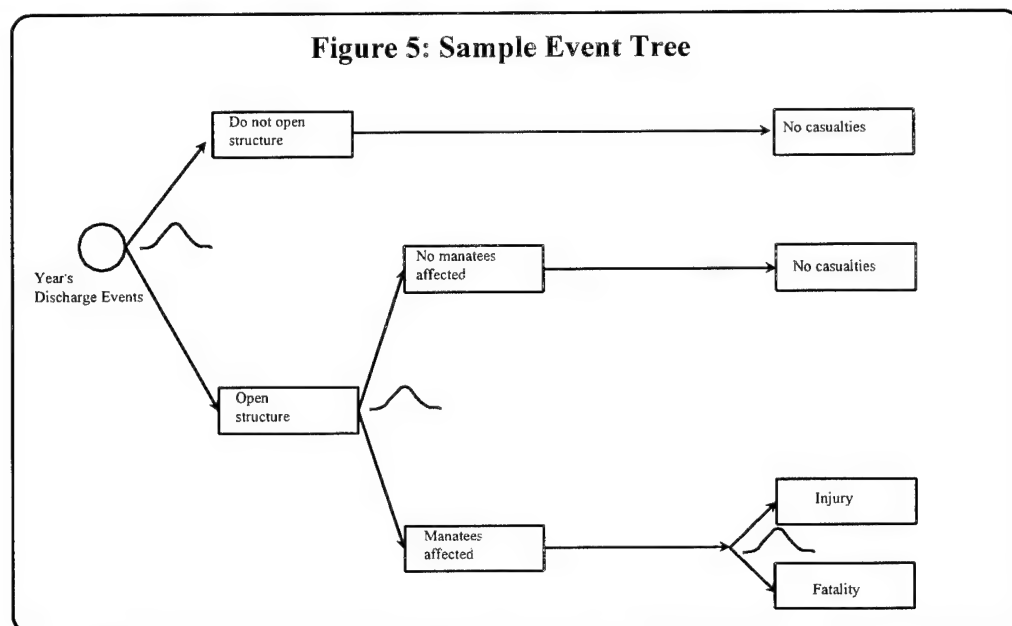 Figure 5: Sample Event Tree
Do not open
structure
No casualties
Year's
Discharge Events
No manatees
affected
No casualties
Open
structure
Manatees
affected
Injury
Fatality